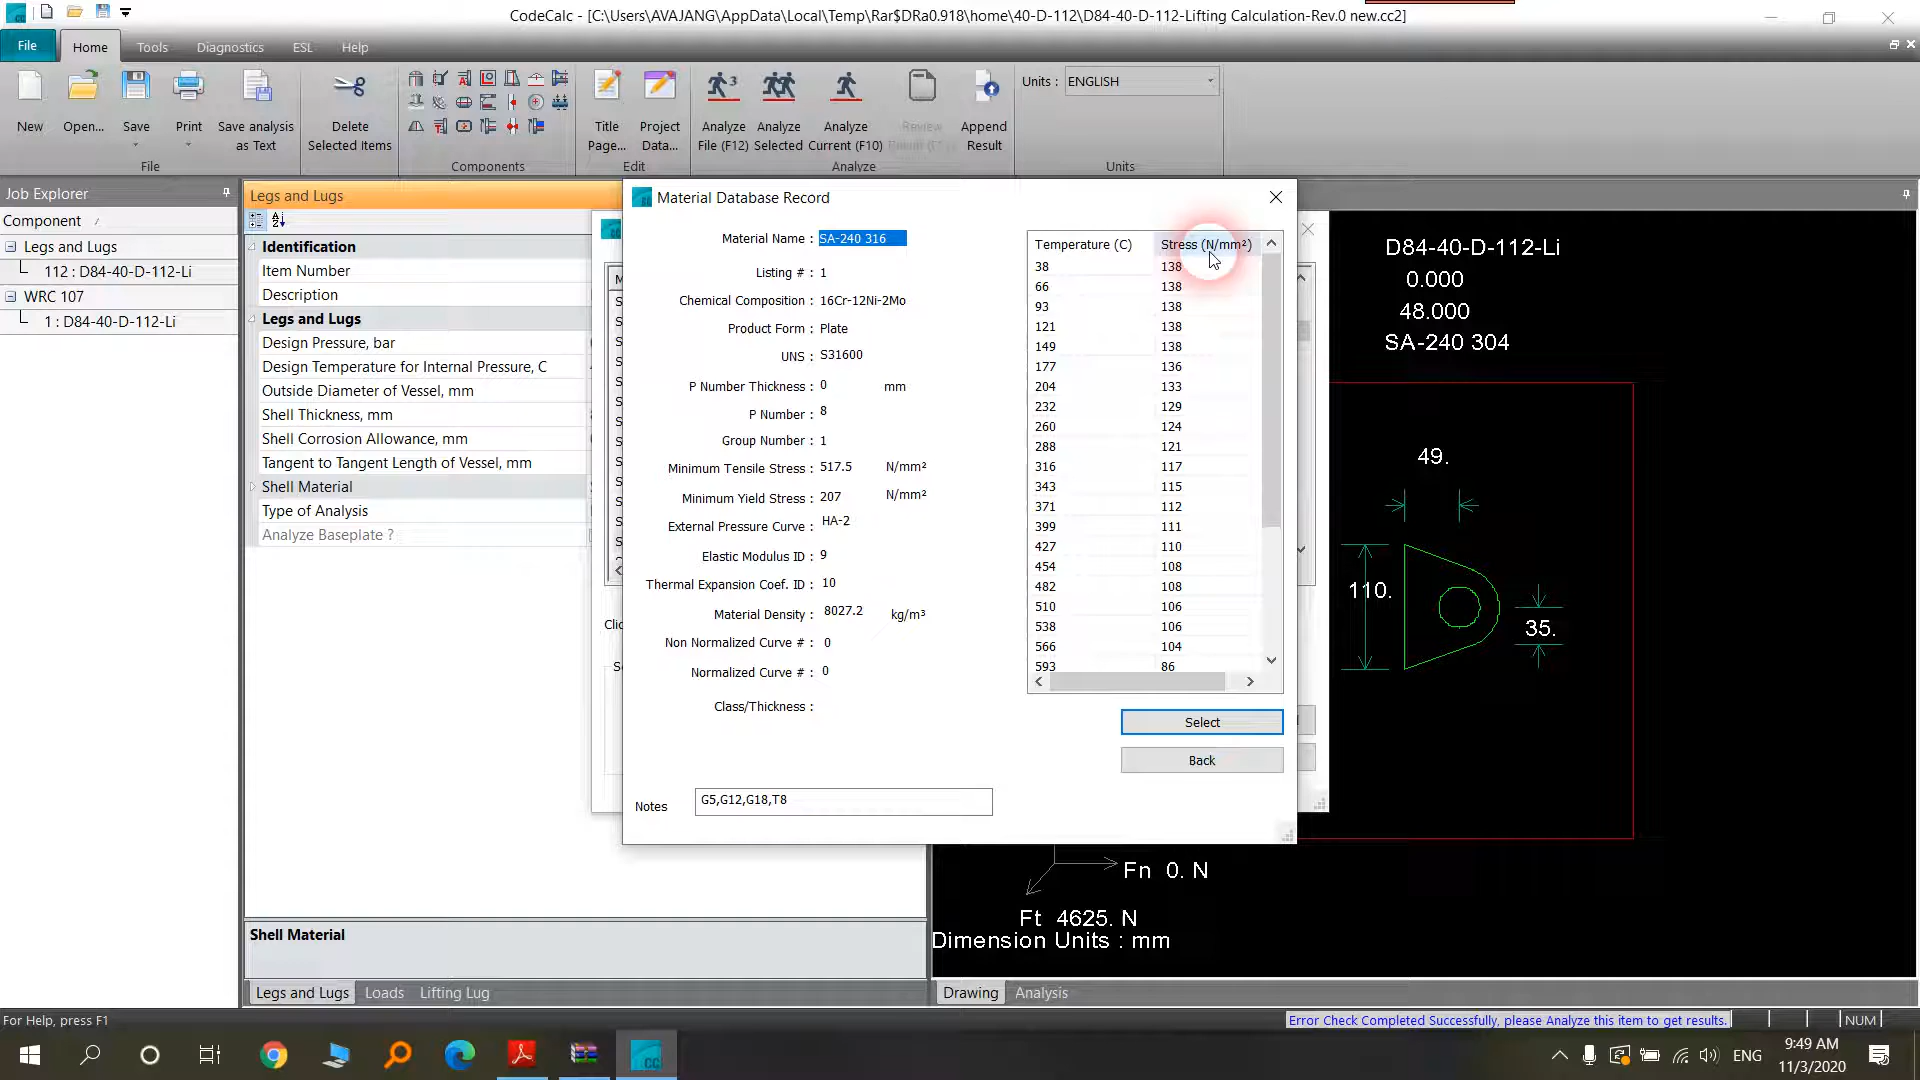 CodeCalc - [C:\Users\AVAJANG\AppData\Local\Temp\Rar$DRa0.918\home\40-D-112\D84-40-D-112-Lifting Calculation-Rev.0 new.cc2]
File
Home
Tools
Diagnostics
ESL
Help
New
Open...
Save
Print
Save analysis
as Text
Delete
Selected Items
Title
Page...
Project
Data...
Analyze
File (F12)
Analyze
Selected
Analyze
Current (F10)
Review
Append
Result
Units :
ENGLISH
File
Components
Edit
Analyze
Units
Job Explorer
Component
Legs and Lugs
112 : D84-40-D-112-Li
WRC 107
1 : D84-40-D-112-Li
Legs and Lugs
Identification
Item Number
Description
Legs and Lugs
Design Pressure, bar
Design Temperature for Internal Pressure, C
Outside Diameter of Vessel, mm
Shell Thickness, mm
Shell Corrosion Allowance, mm
Tangent to Tangent Length of Vessel, mm
Shell Material
Type of Analysis
Analyze Baseplate ?
Shell Material
Legs and Lugs
Loads
Lifting Lug
Material Database Record
Material Name : SA-240 316
Listing # : 1
Chemical Composition : 16Cr-12Ni-2Mo
Product Form : Plate
UNS : S31600
P Number Thickness : 0 mm
P Number : 8
Group Number : 1
Minimum Tensile Stress : 517.5 N/mm²
Minimum Yield Stress : 207 N/mm²
External Pressure Curve : HA-2
Elastic Modulus ID : 9
Thermal Expansion Coef. ID : 10
Material Density : 8027.2 kg/m³
Non Normalized Curve # : 0
Normalized Curve # : 0
Class/Thickness :
Notes G5,G12,G18,T8
Temperature (C) Stress (N/mm²)
38 138
66 138
93 138
121 138
149 138
177 136
204 133
232 129
260 124
288 121
316 117
343 115
371 112
399 111
427 110
454 108
482 108
510 106
538 106
566 104
593 86
Select
Back
D84-40-D-112-Li
0.000
48.000
SA-240 304
49.
110.
35.
Fn 0. N
Ft 4625. N
Dimension Units : mm
Drawing
Analysis
For Help, press F1
Error Check Completed Successfully, please Analyze this item to get results.
NUM
ENG
9:49 AM
11/3/2020